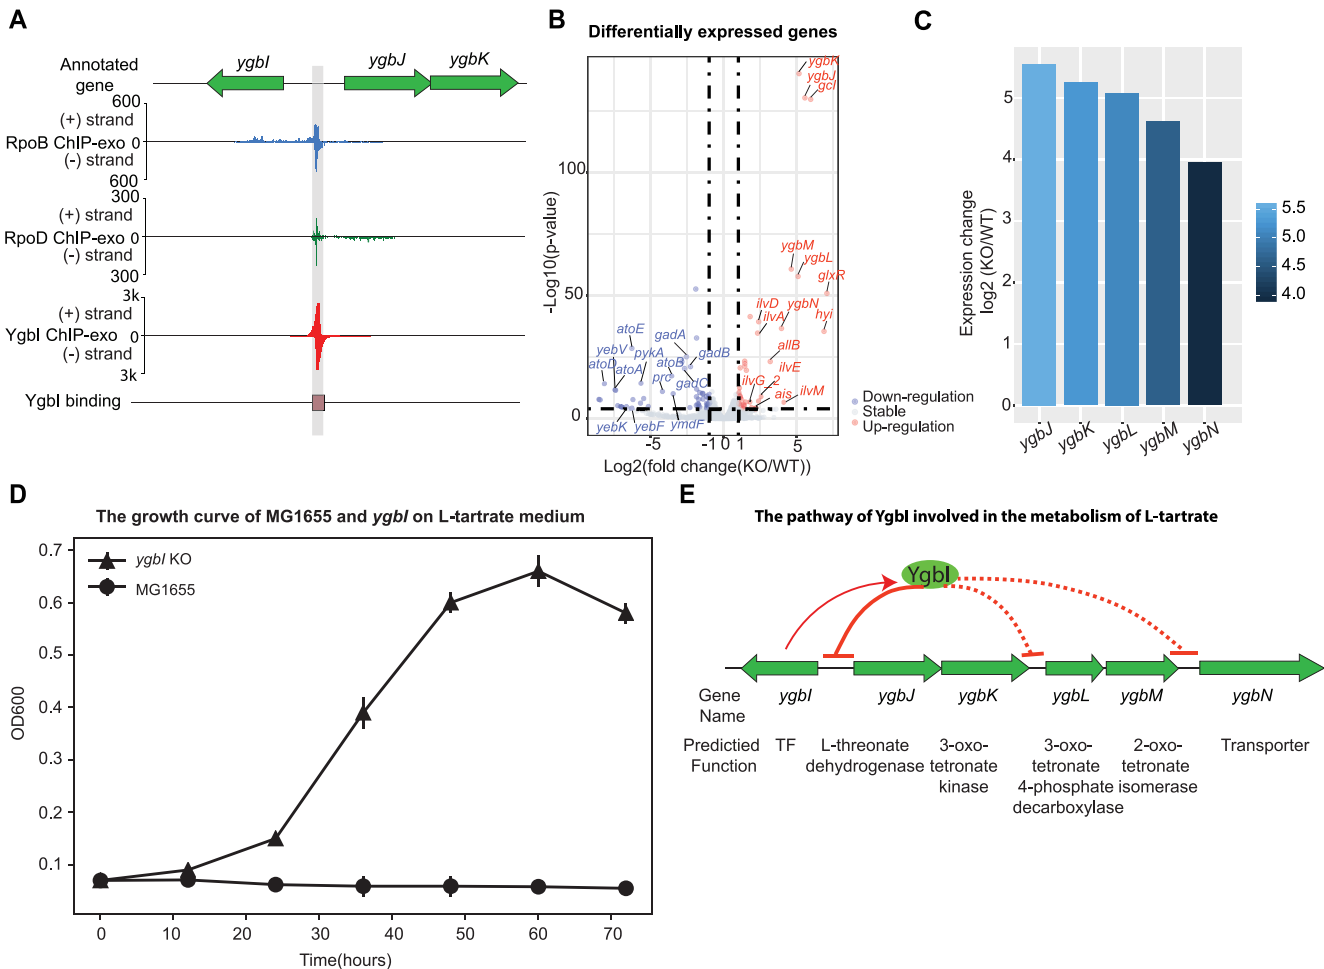 A
ygbI
ygbJ
ygbK
Annotated
gene
600
(+) strand
RpoB ChIP-exo 0
(-) strand
600
300
(+) strand
RpoD ChIP-exo 0
(-) strand
300
3k
(+) strand
YgbI ChIP-exo 0
(-) strand
3k
YgbI binding
B
Differentially expressed genes
-Log10(p-value)
100
50
0
ygbK
ygbJ
gcl
ygbM
ygbL
glxR
ilvD
ygbN
ilvA
hyi
allB
ilvE
ilvG_2
ais
ilvM
atoE
gadA
yebV
pykA
atoB
gadB
atoD
atoA
prc
gadC
yebK
yebF
ymdF
-5
-1
0
1
5
Log2(fold change(KO/WT))
Down-regulation
Stable
Up-regulation
C
Expression change
log2 (KO/WT)
5
4
3
2
1
0
ygbJ
ygbK
ygbL
ygbM
ygbN
5.5
5.0
4.5
4.0
D
The growth curve of MG1655 and ygbI on L-tartrate medium
ygbI KO
MG1655
OD600
0.7
0.6
0.5
0.4
0.3
0.2
0.1
0
10
20
30
40
50
60
70
Time(hours)
E
The pathway of YgbI involved in the metabolism of L-tartrate
YgbI
Gene
Name
ygbI
ygbJ
ygbK
ygbL
ygbM
ygbN
Predictied
Function
TF
L-threonate
dehydrogenase
3-oxo-
tetronate
kinase
3-oxo-
tetronate
4-phosphate
decarboxylase
2-oxo-
tetronate
isomerase
Transporter